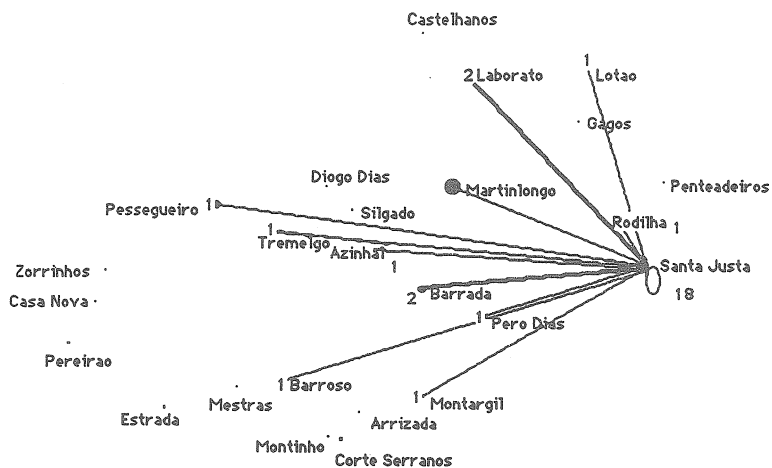 Castelhanos
1
2 Laborato
Lotao
Gagos
Diogo Dias
Martinlongo
Penteadeiros
Pessegueiro 1
Silgado
Rodilha 1
1
Tremelgo
Azinhal
1
Santa Justa
Zorrinhos
18
Casa Nova
2 Barrada
1 Pero Dias
Pereirao
1 Barroso
1 Montargil
Mestras
Estrada
Arrizada
Montinho
Corte Serranos